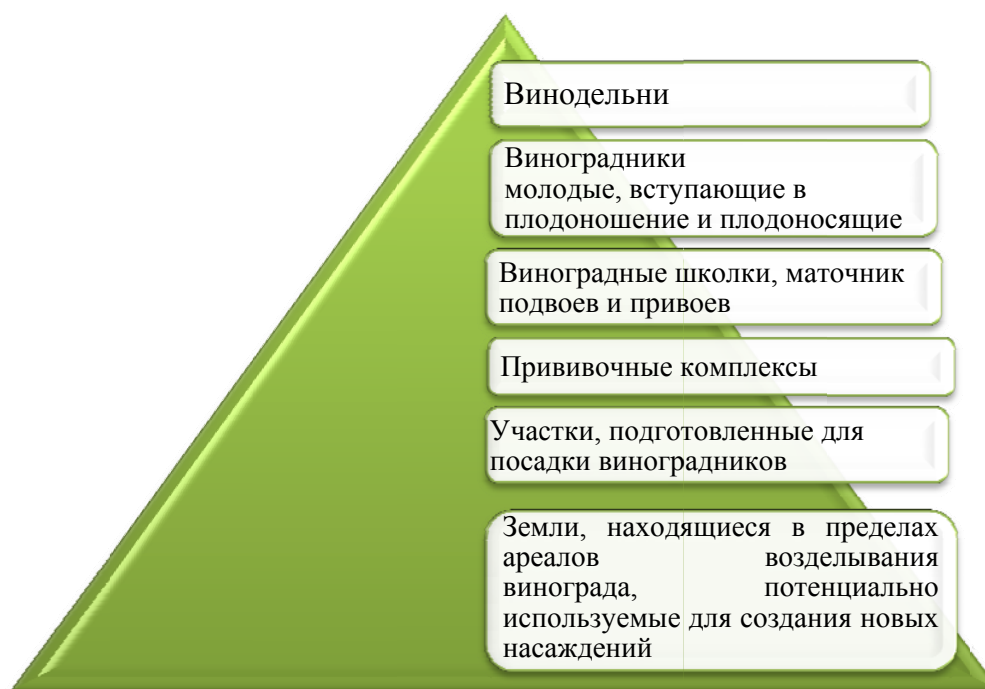 Винодельни
Виноградники
молодые, вступающие в
плодоношение и плодоносящие
Виноградные школки, маточник
подвоев и привоев
Прививочные комплексы
Участки, подготовленные для
посадки виноградников
Земли, находящиеся в пределах
ареалов возделывания
винограда, потенциально
используемые для создания новых
насаждений